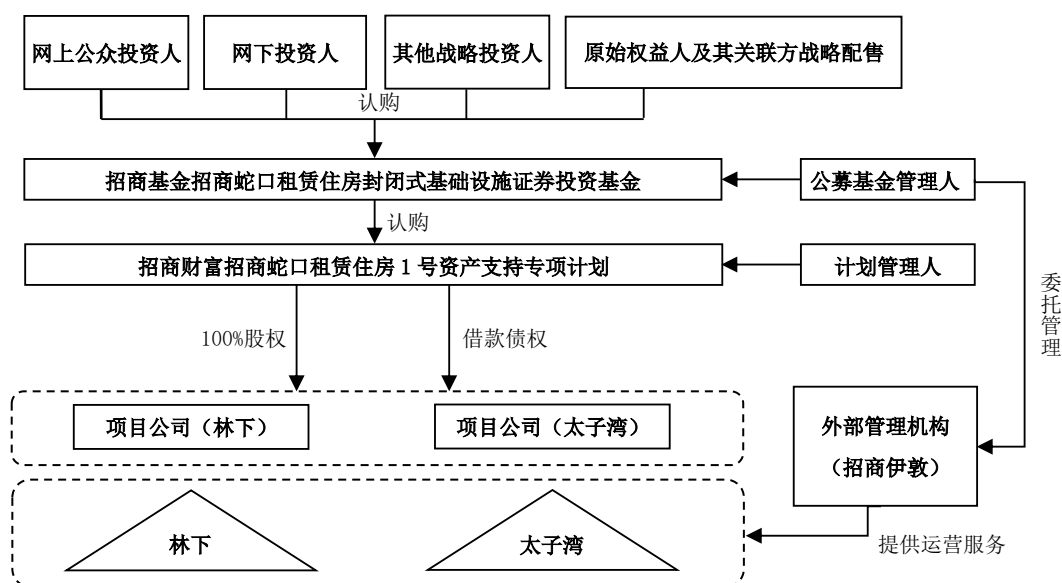 网上公众投资人
网下投资人
其他战略投资人
原始权益人及其关联方战略配售
认购
招商基金招商蛇口租赁住房封闭式基础设施证券投资基金
公募基金管理人
认购
招商财富招商蛇口租赁住房 1 号资产支持专项计划
计划管理人
委托管理
100%股权
借款债权
项目公司（林下）
项目公司（太子湾）
外部管理机构
（招商伊敦）
林下
太子湾
提供运营服务